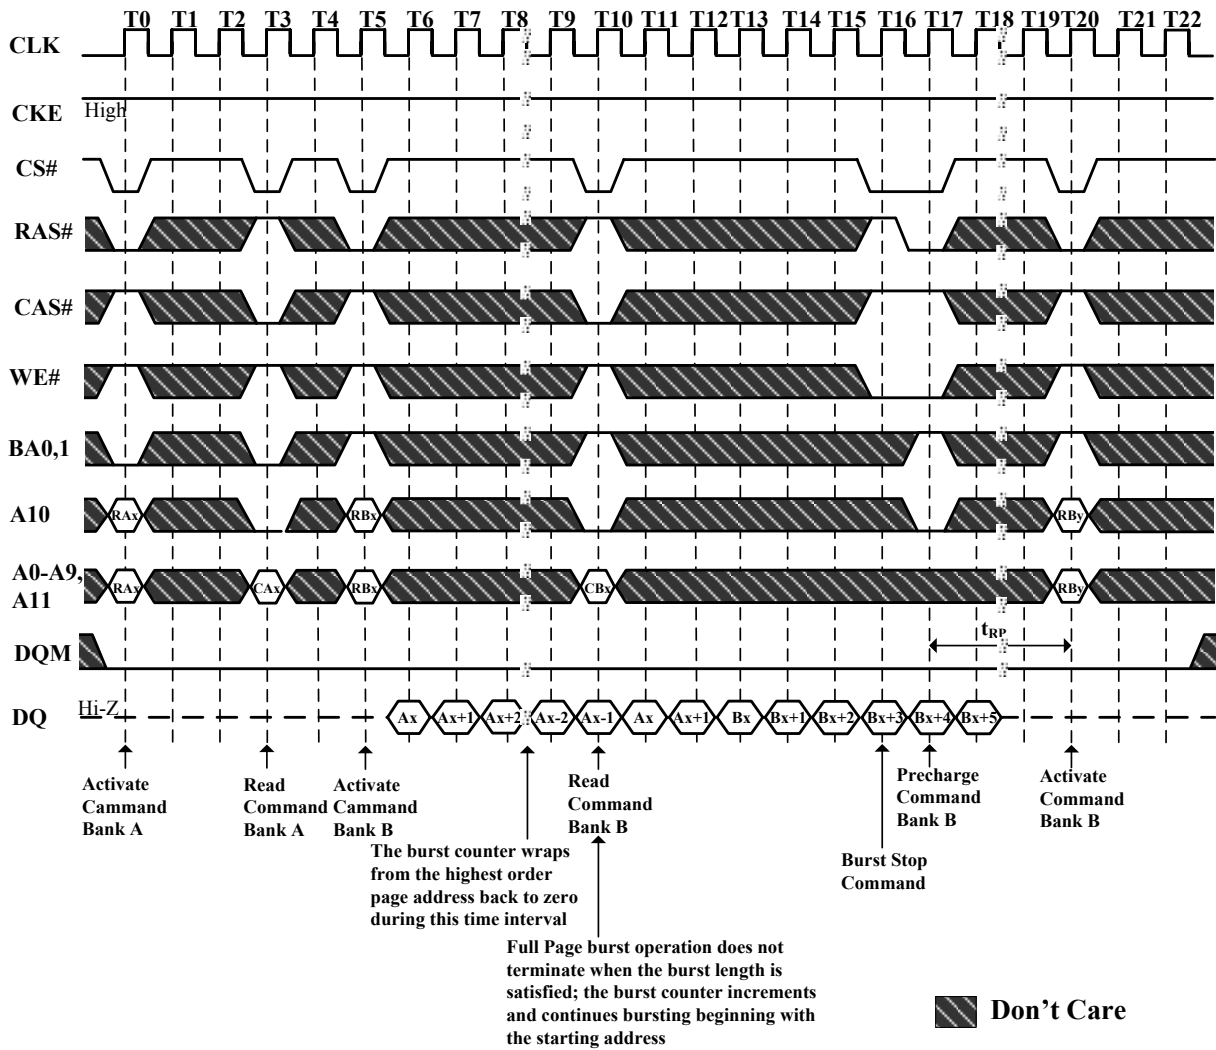 T0 T1 T2 T3 T4 T5 T6 T7 T8 T9 T10 T11 T12 T13 T14 T15 T16 T17 T18 T19 T20 T21 T22
CLK
CKE High
CS#
RAS#
CAS#
WE#
BA0,1
A10 RAx RBx RBy
A0-A9,
A11 RAx CAx RBx CBx RBy
tRP
DQM
DQ Hi-Z Ax Ax+1 Ax+2 Ax-2 Ax-1 Ax Ax+1 Bx Bx+1 Bx+2 Bx+3 Bx+4 Bx+5
Activate
Cammand
Bank A
Read
Command
Bank A
Activate
Cammand
Bank B
Read
Command
Bank B
Precharge
Command
Bank B
Activate
Command
Bank B
The burst counter wraps
from the highest order
page address back to zero
during this time interval
Burst Stop
Command
Full Page burst operation does not
terminate when the burst length is
satisfied; the burst counter increments
and continues bursting beginning with
the starting address
Don't Care